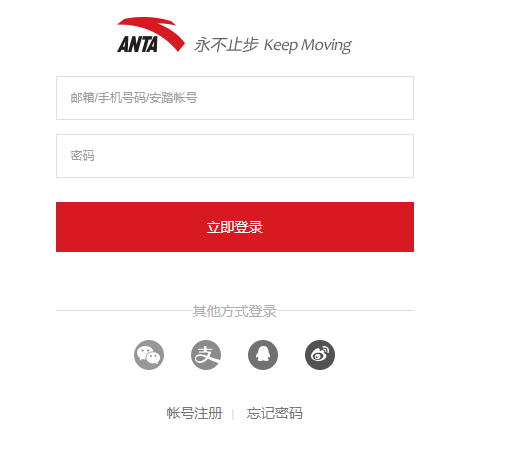 ANTA 永不止步 Keep Moving
邮箱/手机号码/安踏帐号
密码
立即登录
其他方式登录
支
帐号注册 | 忘记密码